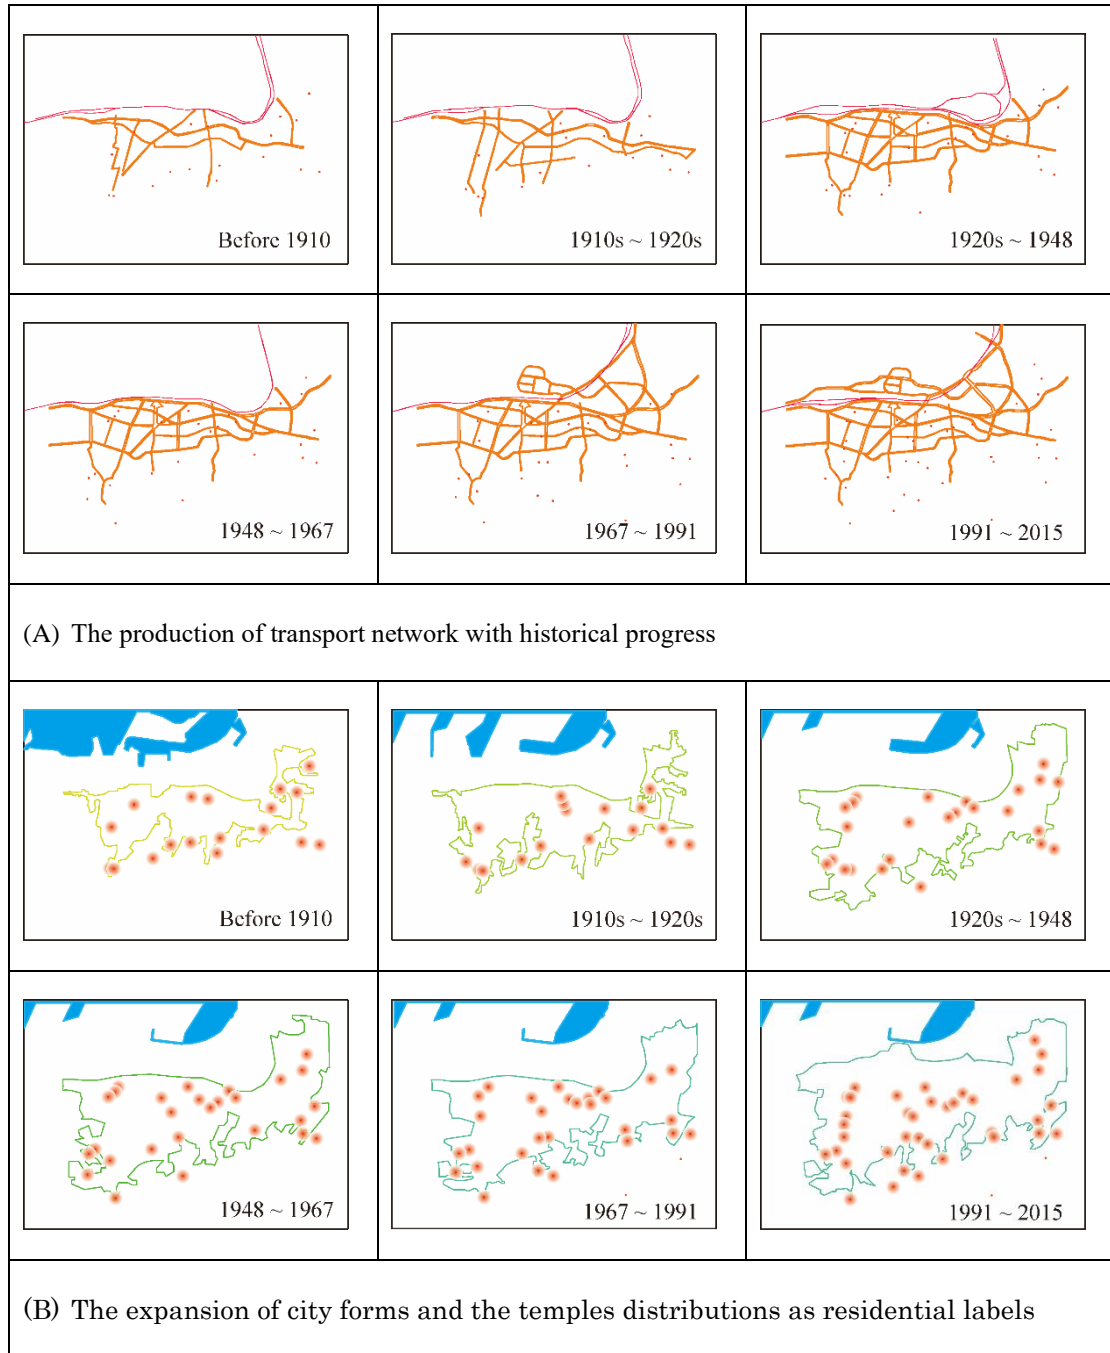 Before 1910
1910s ~ 1920s
1920s ~ 1948
1948 ~ 1967
1967 ~ 1991
1991 ~ 2015
(A) The production of transport network with historical progress
Before 1910
1910s ~ 1920s
1920s ~ 1948
1948 ~ 1967
1967 ~ 1991
1991 ~ 2015
(B) The expansion of city forms and the temples distributions as residential labels